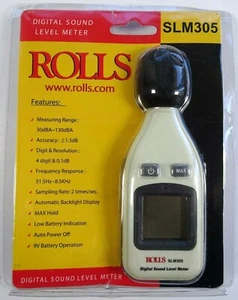 DIGITAL SOUND
LEVEL METER
SLM305
ROLLS
www.rolls.com
Features:
Measuring Range:
30dBA~130dBA
Accuracy: ±1.5dB
Digit & Resolution:
4 digit & 0.1dB
Frequency Response:
31.5Hz~8.5KHz
Sampling Rate: 2 times/sec.
Automatic Backlight Display
MAX Hold
Low Battery Indication
Auto Power Off
9V Battery Operation
MAX
ROLLS SLM305
Digital Sound Level Meter
DIGITAL SOUND LEVEL METER